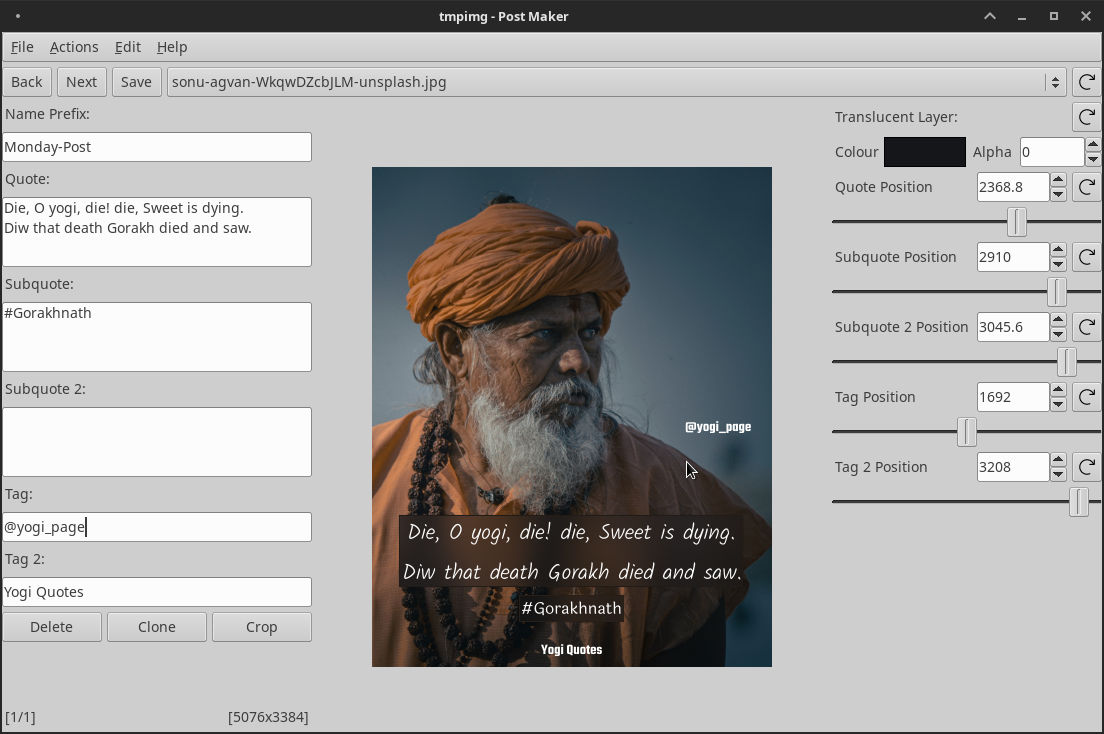 tmpimg - Post Maker
File Actions Edit Help
Back Next Save sonu-agvan-WkqwDZcbJLM-unsplash.jpg
Name Prefix:
Monday-Post
Quote:
Die, O yogi, die! die, Sweet is dying.
Diw that death Gorakh died and saw.
Subquote:
#Gorakhnath
Subquote 2:
Tag:
@yogi_page
Tag 2:
Yogi Quotes
Delete Clone Crop
[1/1] [5076x3384]
@yogi_page
Die, O yogi, die! die, Sweet is dying.
Diw that death Gorakh died and saw.
#Gorakhnath
Yogi Quotes
Translucent Layer:
Colour Alpha 0
Quote Position 2368.8
Subquote Position 2910
Subquote 2 Position 3045.6
Tag Position 1692
Tag 2 Position 3208